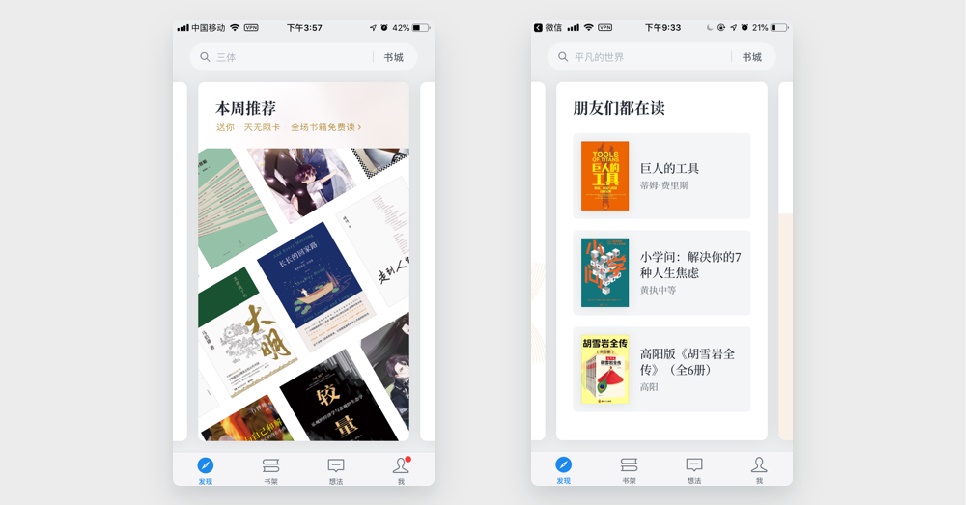 中国移动 VPN 下午3:57 42%
三体 书城
本周推荐
送你一天无限卡 全场书籍免费读
长长的回家路
大明
较量
发现 书架 想法 我
微信 VPN 下午9:33 21%
平凡的世界 书城
朋友们都在读
TOOLS
OF TITANS
巨人的
工具
巨人的工具
蒂姆·费里斯
小学问
小学问：解决你的7
种人生焦虑
黄执中等
胡雪岩全传
高阳版《胡雪岩全
传》（全6册）
高阳
发现 书架 想法 我